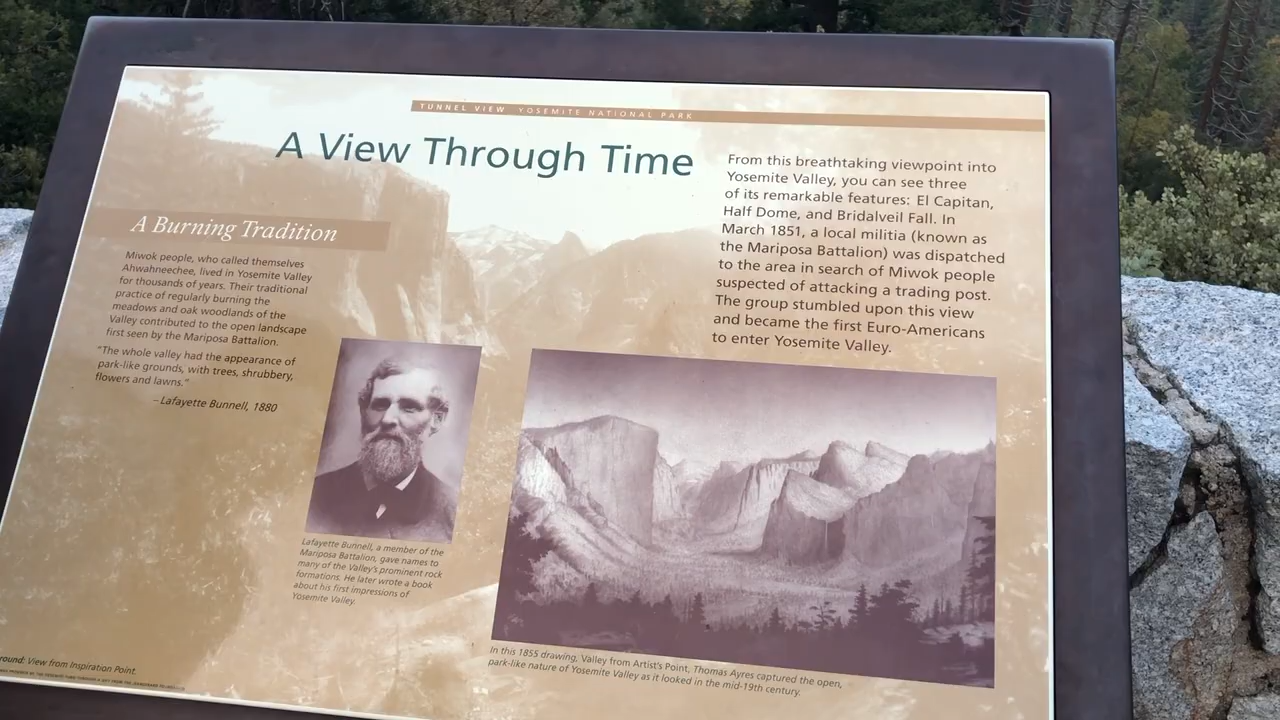 TUNNEL VIEW YOSEMITE NATIONAL PARK
A View Through Time
From this breathtaking viewpoint into
Yosemite Valley, you can see three
of its remarkable features: El Capitan,
Half Dome, and Bridalveil Fall. In
March 1851, a local militia (known as
the Mariposa Battalion) was dispatched
to the area in search of Miwok people
suspected of attacking a trading post.
The group stumbled upon this view
and became the first Euro-Americans
to enter Yosemite Valley.
A Burning Tradition
Miwok people, who called themselves
Ahwahneechee, lived in Yosemite Valley
for thousands of years. Their traditional
practice of regularly burning the
meadows and oak woodlands of the
Valley contributed to the open landscape
first seen by the Mariposa Battalion.
"The whole valley had the appearance of
park-like grounds, with trees, shrubbery,
flowers and lawns."
– Lafayette Bunnell, 1880
Lafayette Bunnell, a member of the
Mariposa Battalion, gave names to
many of the Valley's prominent rock
formations. He later wrote a book
about his first impressions of
Yosemite Valley.
In this 1855 drawing, Valley from Artist's Point, Thomas Ayres captured the open,
park-like nature of Yosemite Valley as it looked in the mid-19th century.
round: View from Inspiration Point.